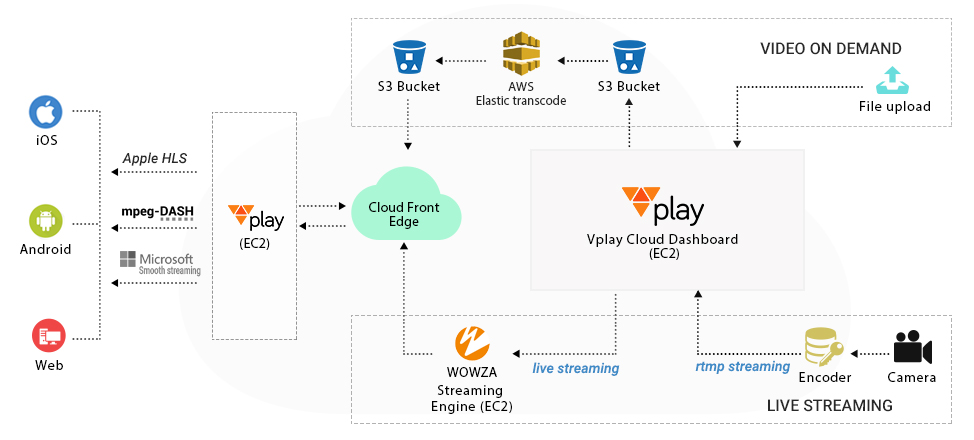 VIDEO ON DEMAND
S3 Bucket
AWS
Elastic transcode
S3 Bucket
File upload
iOS
Apple HLS
mpeg-DASH
Android
Microsoft
Smooth streaming
Web
play
(EC2)
Cloud Front
Edge
play
Vplay Cloud Dashboard
(EC2)
WOWZA
Streaming
Engine (EC2)
live streaming
rtmp streaming
Encoder
Camera
LIVE STREAMING